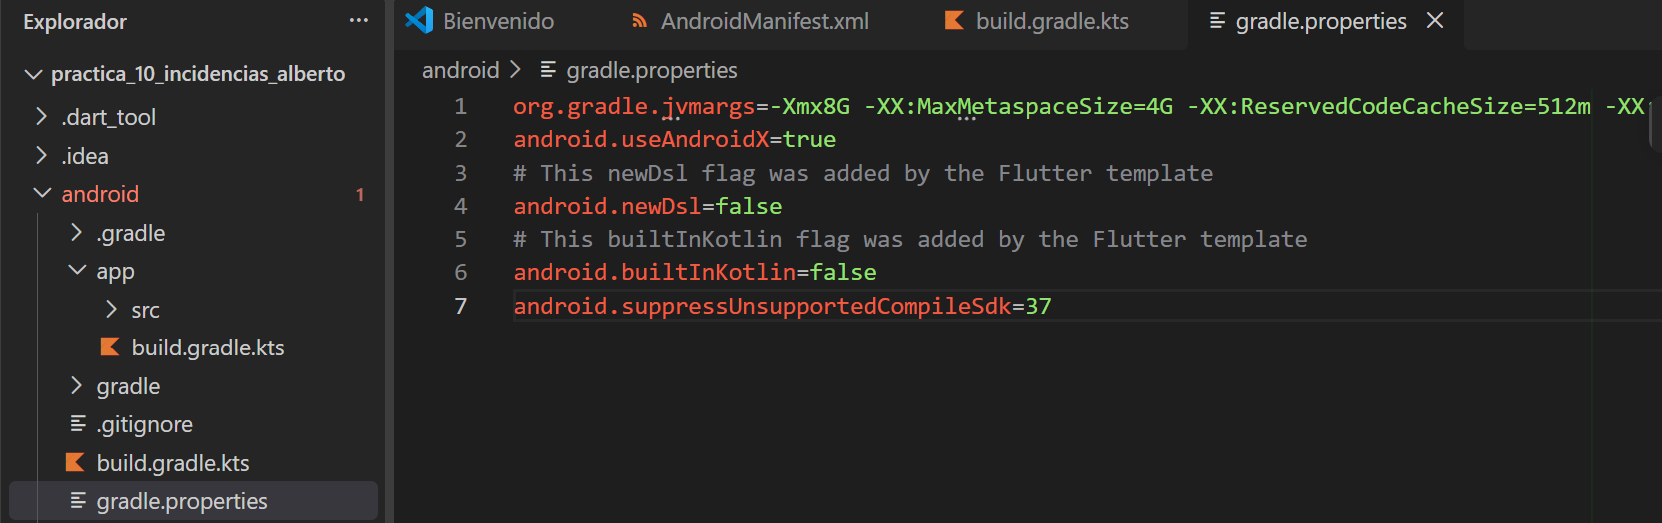 Explorador ···
Bienvenido AndroidManifest.xml build.gradle.kts gradle.properties
practica_10_incidencias_alberto
.dart_tool
.idea
android 1
.gradle
app
src
build.gradle.kts
gradle
.gitignore
build.gradle.kts
gradle.properties
android > gradle.properties
1 org.gradle.jvmargs=-Xmx8G -XX:MaxMetaspaceSize=4G -XX:ReservedCodeCacheSize=512m -XX:
2 android.useAndroidX=true
3 # This newDsl flag was added by the Flutter template
4 android.newDsl=false
5 # This builtInKotlin flag was added by the Flutter template
6 android.builtInKotlin=false
7 android.suppressUnsupportedCompileSdk=37